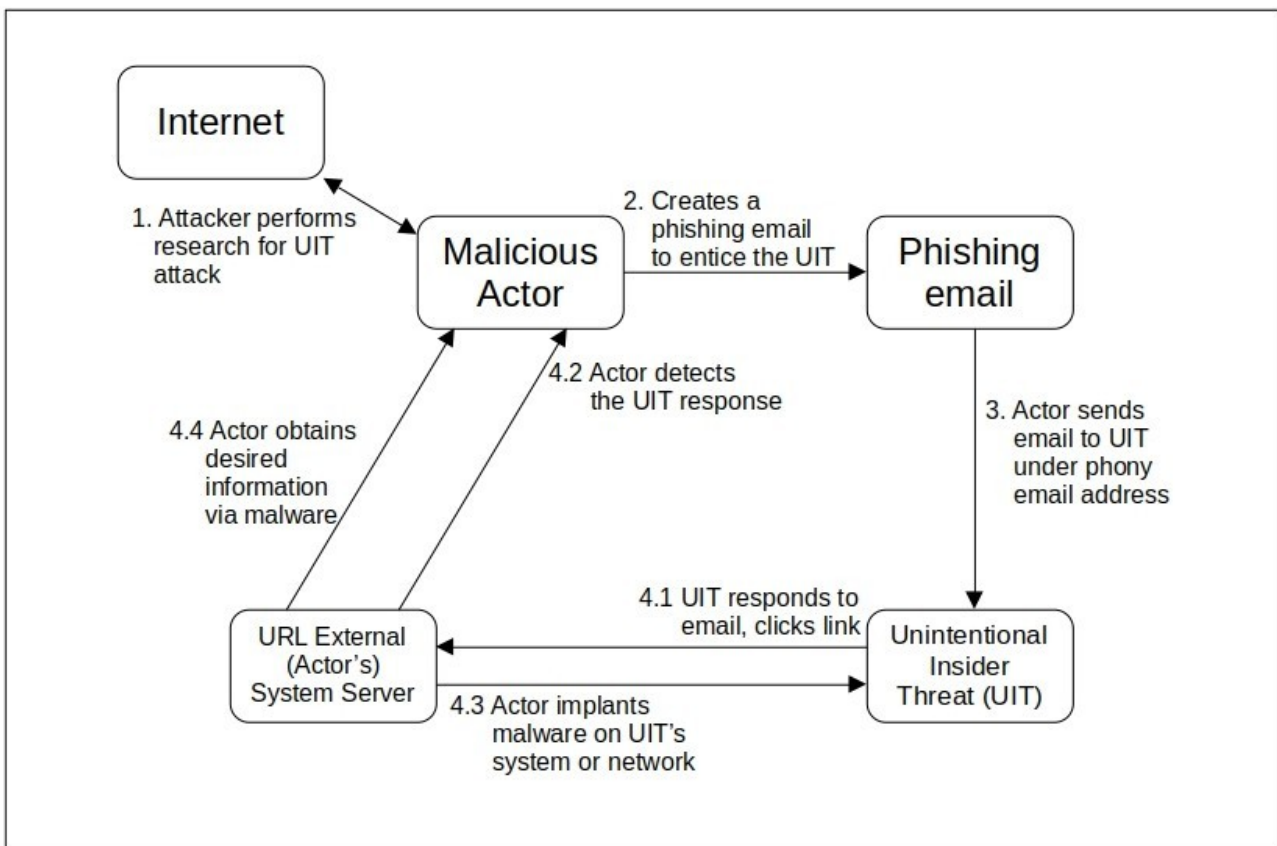 Internet
1. Attacker performs
research for UIT
attack
Malicious
Actor
2. Creates a
phishing email
to entice the UIT
Phishing
email
3. Actor sends
email to UIT
under phony
email address
4.2 Actor detects
the UIT response
4.4 Actor obtains
desired
information
via malware
4.1 UIT responds to
email, clicks link
URL External
(Actor’s)
System Server
Unintentional
Insider
Threat (UIT)
4.3 Actor implants
malware on UIT’s
system or network